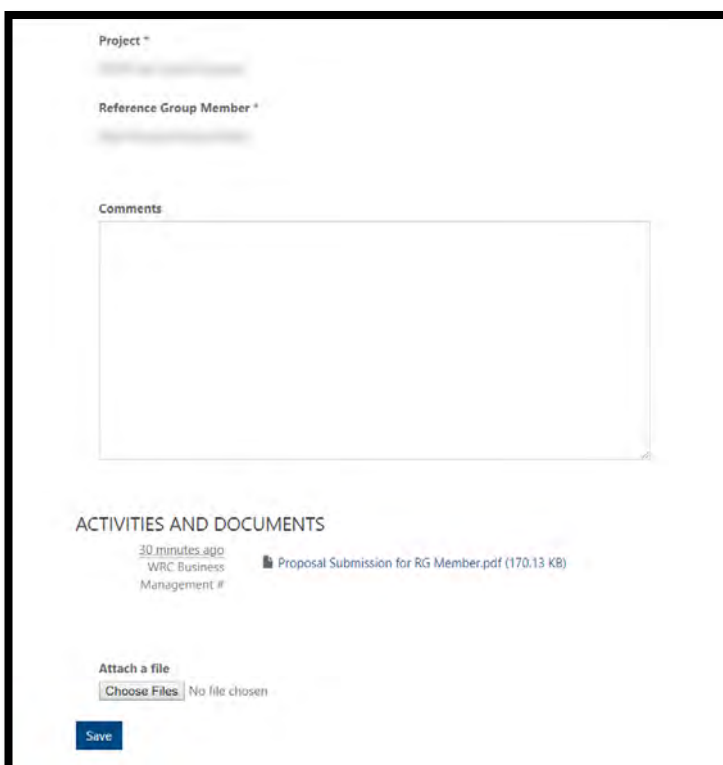 Project *
Reference Group Member *
Comments
ACTIVITIES AND DOCUMENTS
30 minutes ago
WRC Business
Management #
Proposal Submission for RG Member.pdf (170.13 KB)
Attach a file
Choose Files No file chosen
Save